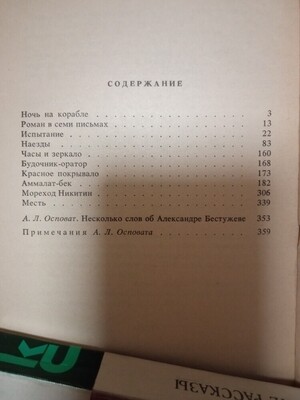 СОДЕРЖАНИЕ
Ночь на корабле . . . . . . . . . . . 3
Роман в семи письмах . . . . . . . . . 13
Испытание . . . . . . . . . . . . . 22
Наезды . . . . . . . . . . . . . . 83
Часы и зеркало . . . . . . . . . . . 160
Будочник-оратор . . . . . . . . . . . 168
Красное покрывало . . . . . . . . . . 173
Аммалат-бек . . . . . . . . . . . . 182
Мореход Никитин . . . . . . . . . . . 306
Месть . . . . . . . . . . . . . . 339
А. Л. Осповат. Несколько слов об Александре Бестужеве 353
Примечания А. Л. Осповата . . . . . . . 359
РАССКАЗЫ